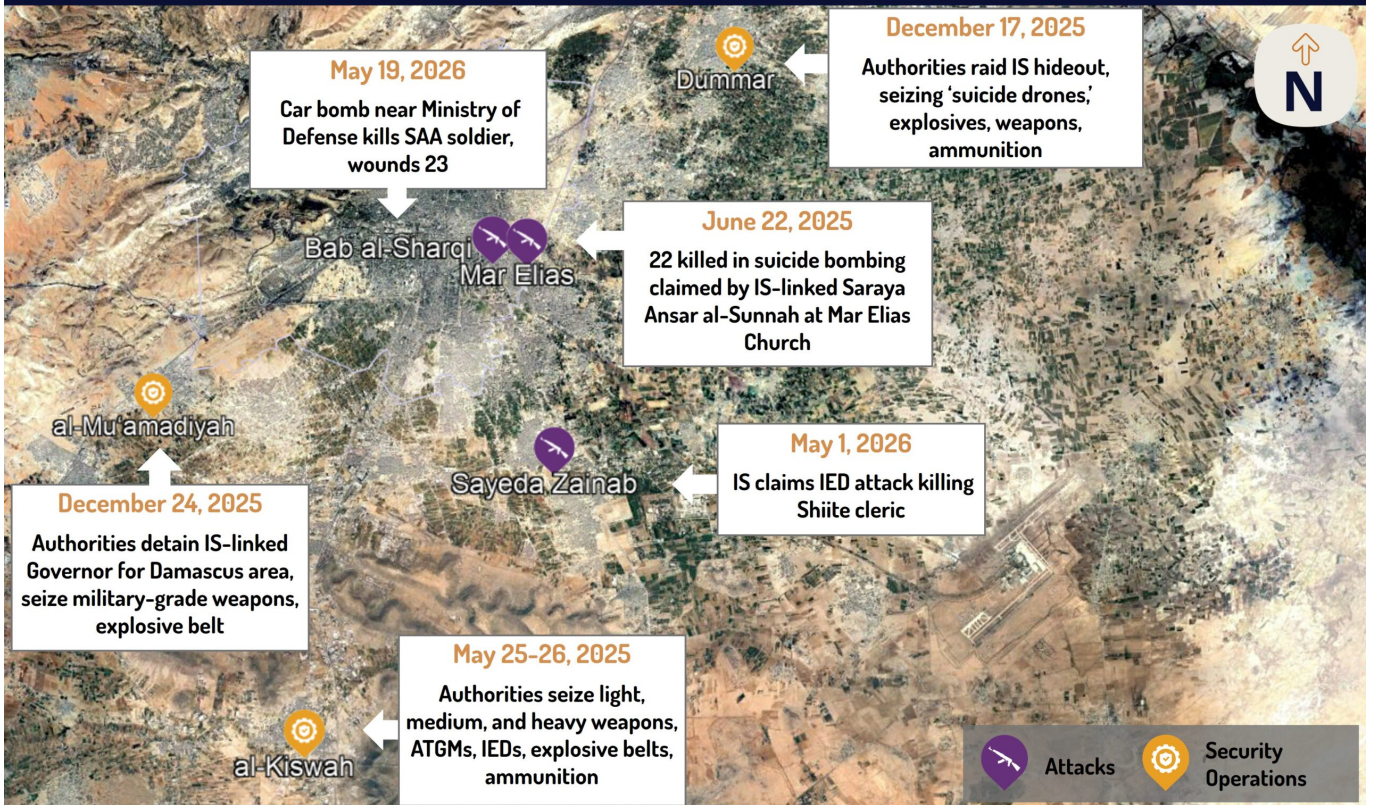 December 17, 2025
Authorities raid IS hideout,
seizing ‘suicide drones,’
explosives, weapons,
ammunition
Dummar
N
May 19, 2026
Car bomb near Ministry of
Defense kills SAA soldier,
wounds 23
Bab al-Sharqi
Mar Elias
June 22, 2025
22 killed in suicide bombing
claimed by IS-linked Saraya
Ansar al-Sunnah at Mar Elias
Church
al-Mu‘amadiyah
Sayeda Zainab
May 1, 2026
IS claims IED attack killing
Shiite cleric
December 24, 2025
Authorities detain IS-linked
Governor for Damascus area,
seize military-grade weapons,
explosive belt
May 25-26, 2025
Authorities seize light,
medium, and heavy weapons,
ATGMs, IEDs, explosive belts,
ammunition
al-Kiswah
Attacks
Security
Operations